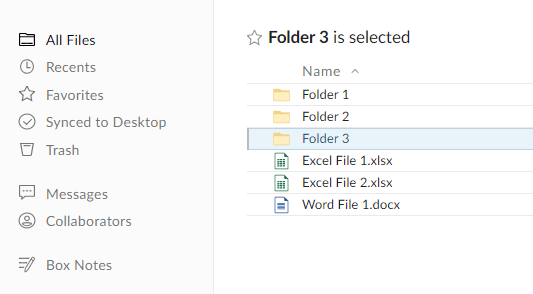 All Files
Recents
Favorites
Synced to Desktop
Trash
Messages
Collaborators
Box Notes
Folder 3 is selected
Name
Folder 1
Folder 2
Folder 3
Excel File 1.xlsx
Excel File 2.xlsx
Word File 1.docx